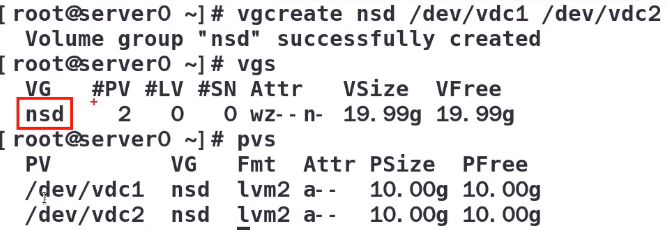 [root@server0 ~]# vgcreate nsd /dev/vdc1 /dev/vdc2
Volume group "nsd" successfully created
[root@server0 ~]# vgs
VG #PV #LV #SN Attr VSize VFree
nsd 2 0 0 wz--n- 19.99g 19.99g
[root@server0 ~]# pvs
PV VG Fmt Attr PSize PFree
/dev/vdc1 nsd lvm2 a-- 10.00g 10.00g
/dev/vdc2 nsd lvm2 a-- 10.00g 10.00g